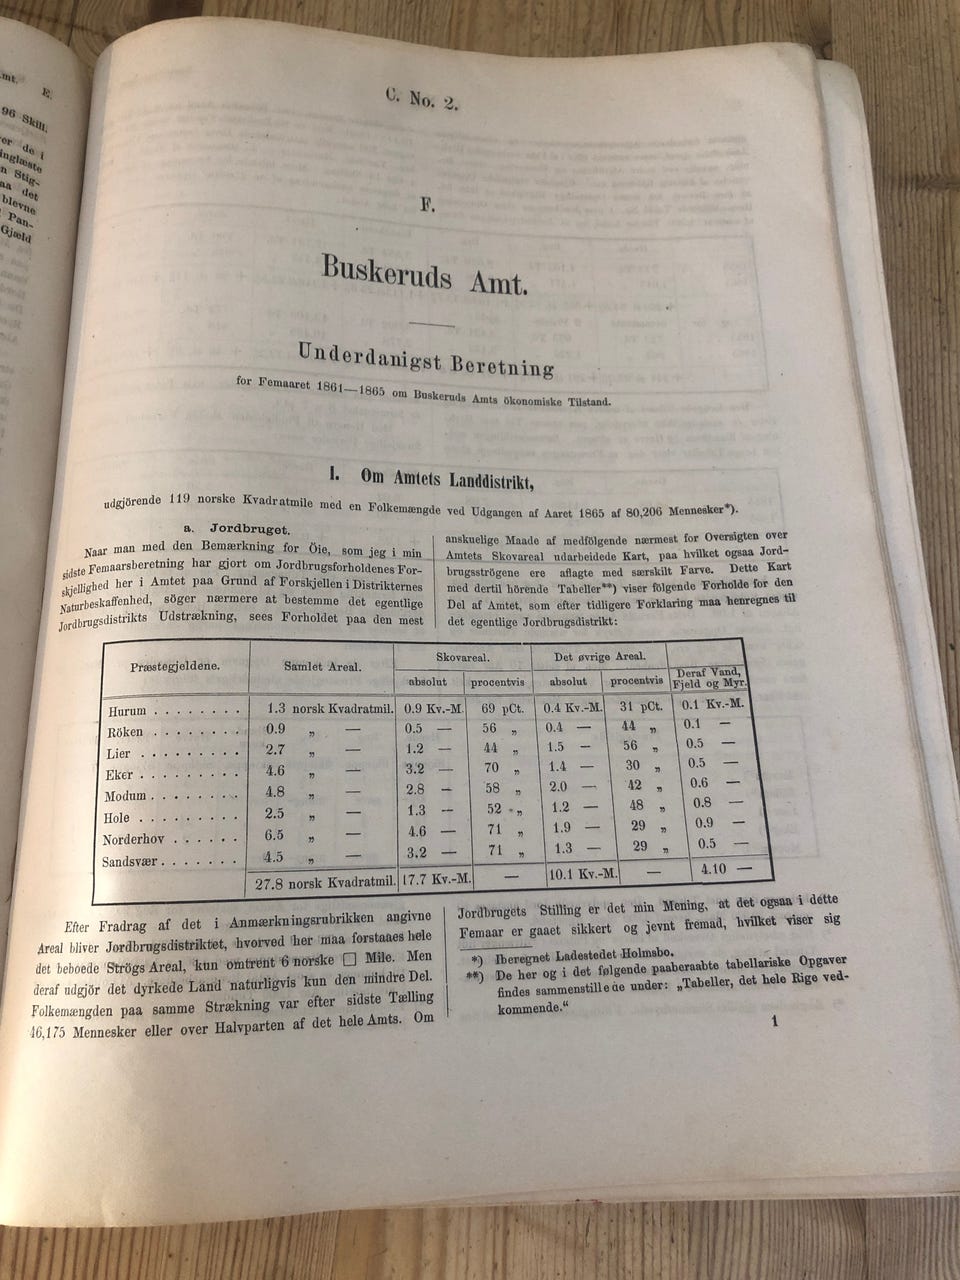 mt. E.
96 Skill.
er de i
inglæste
n Stig-
aa det
blevne
Pan-
Gjæld
C. No. 2.
F.
Buskeruds Amt.
Underdanigst Beretning
for Femaaret 1861—1865 om Buskeruds Amts ökonomiske Tilstand.
I. Om Amtets Landdistrikt,
udgjörende 119 norske Kvadratmile med en Folkemængde ved Udgangen af Aaret 1865 af 80,206 Mennesker*).
a. Jordbruget.
Naar man med den Bemærkning for Öie, som jeg i min
sidste Femaarsberetning har gjort om Jordbrugsforholdenes For-
skjellighed her i Amtet paa Grund af Forskjellen i Distrikternes
Naturbeskaffenhed, söger nærmere at bestemme det egentlige
Jordbrugsdistrikts Udstrækning, sees Forholdet paa den mest
anskuelige Maade af medfölgende nærmest for Oversigten over
Amtets Skovareal udarbeidede Kart, paa hvilket ogsaa Jord-
brugsströgene ere aflagte med særskilt Farve. Dette Kart
med dertil hörende Tabeller**) viser fölgende Forholde for den
Del af Amtet, som efter tidligere Forklaring maa henregnes til
det egentlige Jordbrugsdistrikt:
Præstegjeldene. Samlet Areal. Skovareal. Det øvrige Areal. Deraf Vand, Fjeld og Myr.
absolut procentvis absolut procentvis
Hurum . . . . . . . . 1.3 norsk Kvadratmil. 0.9 Kv.-M. 69 pCt. 0.4 Kv.-M. 31 pCt. 0.1 Kv.-M.
Röken . . . . . . . . 0.9 „ — 0.5 — 56 „ 0.4 — 44 „ 0.1 —
Lier . . . . . . . . . 2.7 „ — 1.2 — 44 „ 1.5 — 56 „ 0.5 —
Eker . . . . . . . . . 4.6 „ — 3.2 — 70 „ 1.4 — 30 „ 0.5 —
Modum . . . . . . . . 4.8 „ — 2.8 — 58 „ 2.0 — 42 „ 0.6 —
Hole . . . . . . . . . 2.5 „ — 1.3 — 52 „ 1.2 — 48 „ 0.8 —
Norderhov . . . . . . 6.5 „ — 4.6 — 71 „ 1.9 — 29 „ 0.9 —
Sandsvær . . . . . . . 4.5 „ — 3.2 — 71 „ 1.3 — 29 „ 0.5 —
27.8 norsk Kvadratmil. 17.7 Kv.-M. — 10.1 Kv.-M. — 4.10 —
Efter Fradrag af det i Anmærkningsrubrikken angivne
Areal bliver Jordbrugsdistriktet, hvorved her maa forstaaes hele
det beboede Strögs Areal, kun omtrent 6 norske □ Mile. Men
deraf udgjör det dyrkede Land naturligvis kun den mindre Del.
Folkemængden paa samme Strækning var efter sidste Tælling
46,175 Mennesker eller over Halvparten af det hele Amts. Om
Jordbrugets Stilling er det min Mening, at det ogsaa i dette
Femaar er gaaet sikkert og jevnt fremad, hvilket viser sig
*) Iberegnet Ladestedet Holmsbo.
**) De her og i det fölgende paaberaabte tabellariske Opgaver
findes sammenstillede under: „Tabeller, det hele Rige ved-
kommende.“
1